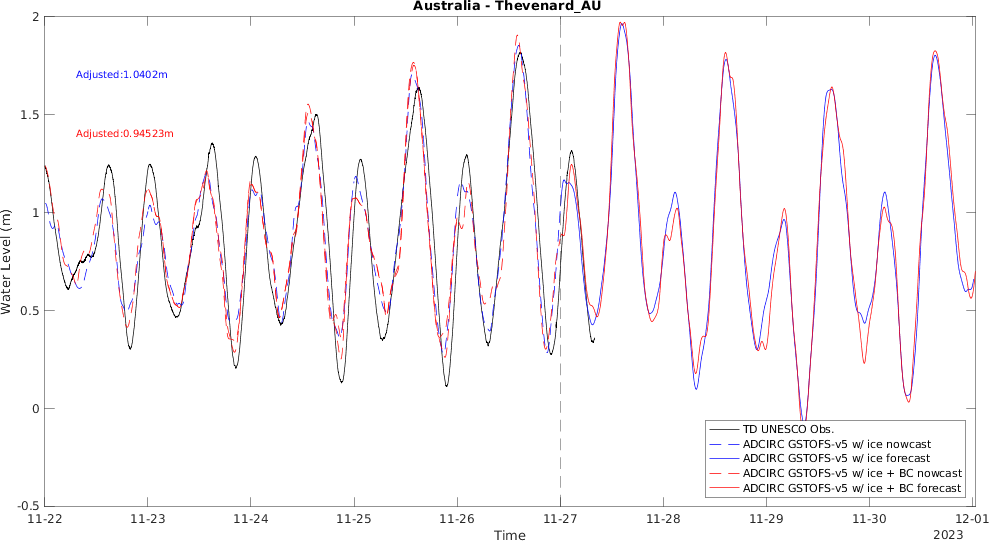 Australia - Thevenard_AU
2
1.5
1
0.5
0
-0.5
Water Level (m)
Adjusted:1.0402m
Adjusted:0.94523m
TD UNESCO Obs.
ADCIRC GSTOFS-v5 w/ ice nowcast
ADCIRC GSTOFS-v5 w/ ice forecast
ADCIRC GSTOFS-v5 w/ ice + BC nowcast
ADCIRC GSTOFS-v5 w/ ice + BC forecast
11-22 11-23 11-24 11-25 11-26 11-27 11-28 11-29 11-30 12-01
Time
2023